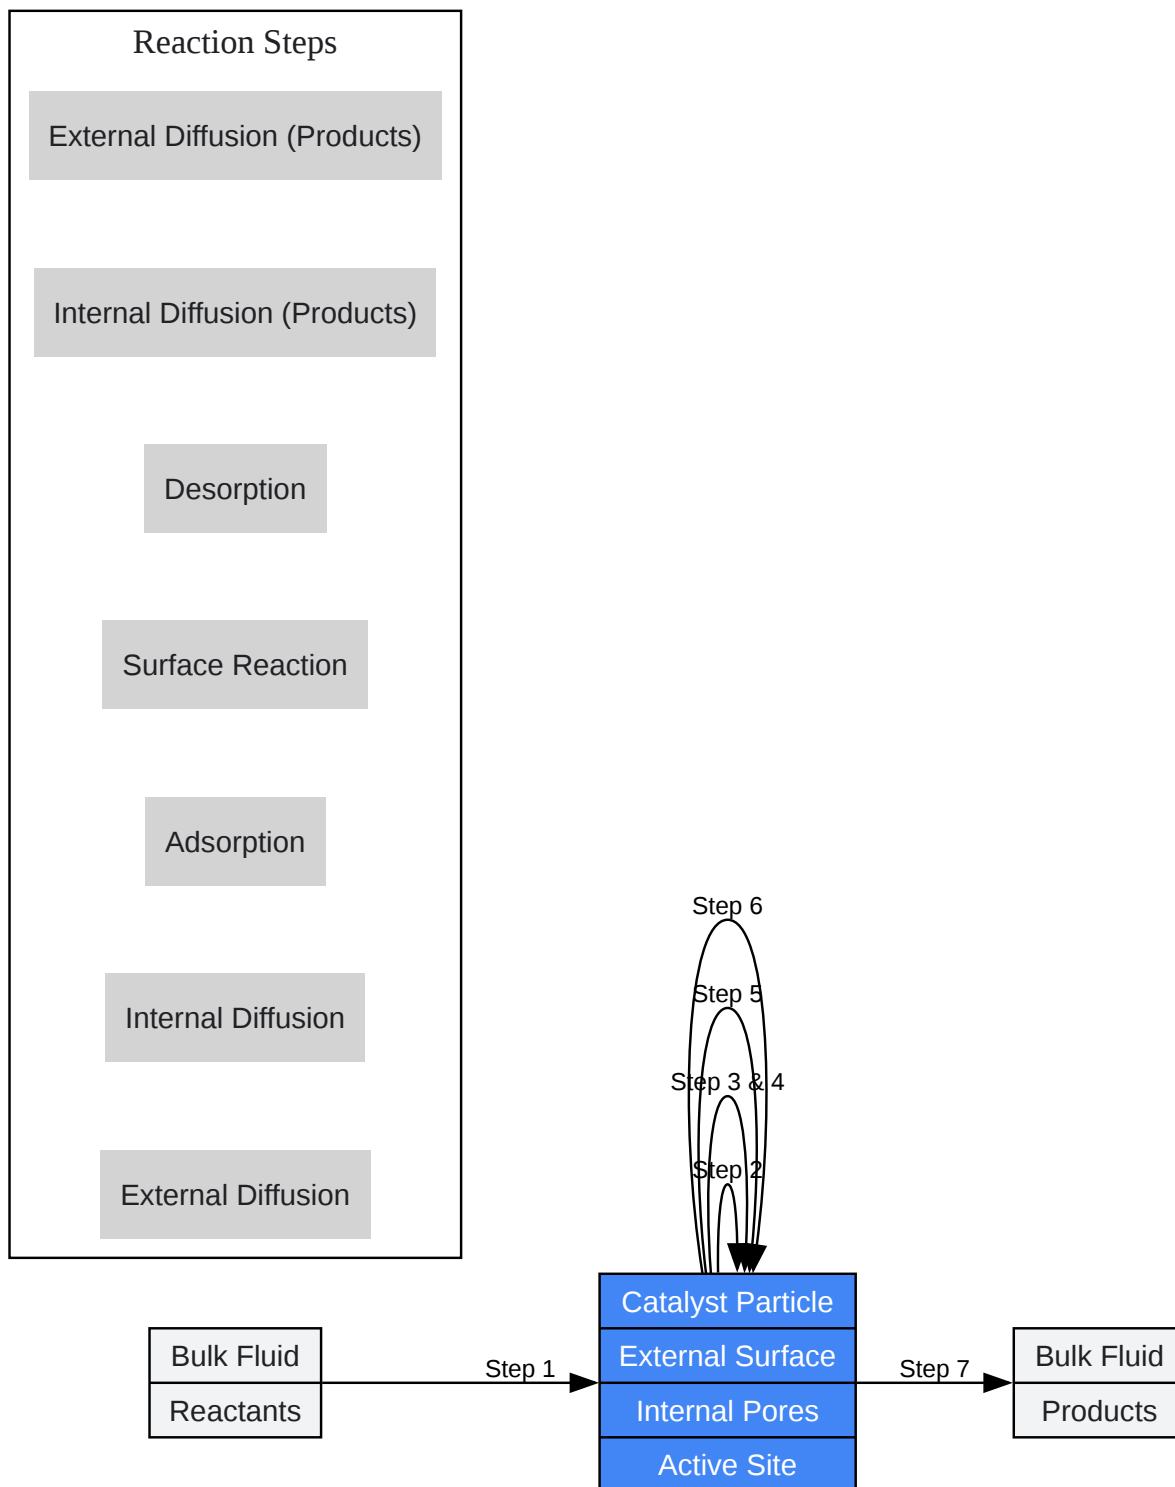 Reaction Steps
External Diffusion (Products)
Internal Diffusion (Products)
Desorption
Surface Reaction
Adsorption
Internal Diffusion
External Diffusion
Step 6
Step 5
Step 3 & 4
Step 2
Bulk Fluid
Reactants
Step 1
Catalyst Particle
External Surface
Internal Pores
Active Site
Step 7
Bulk Fluid
Products